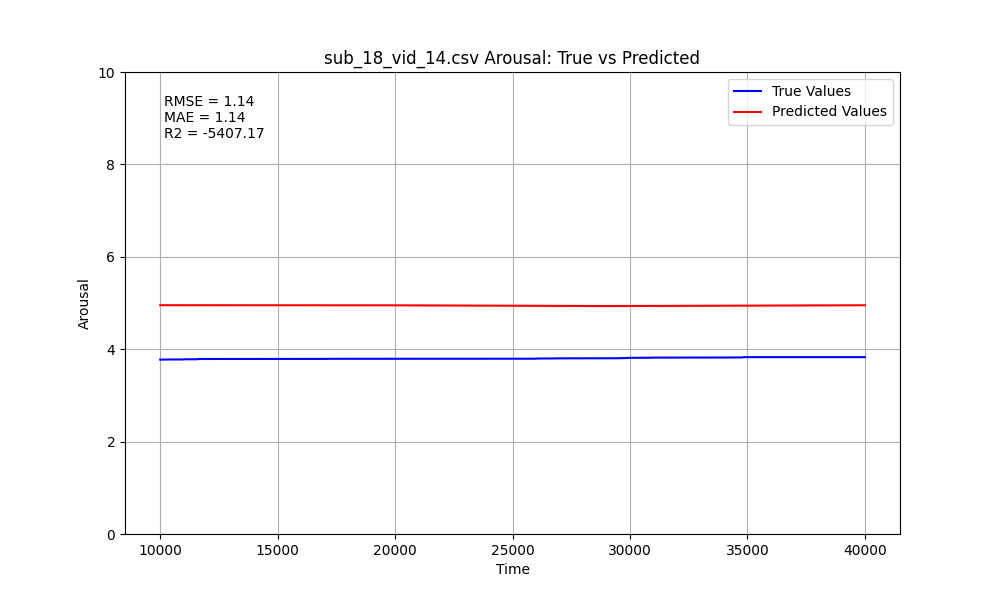 sub_18_vid_14.csv Arousal: True vs Predicted
RMSE = 1.14
MAE = 1.14
R2 = -5407.17
True Values
Predicted Values
Arousal
10
8
6
4
2
0
10000 15000 20000 25000 30000 35000 40000
Time